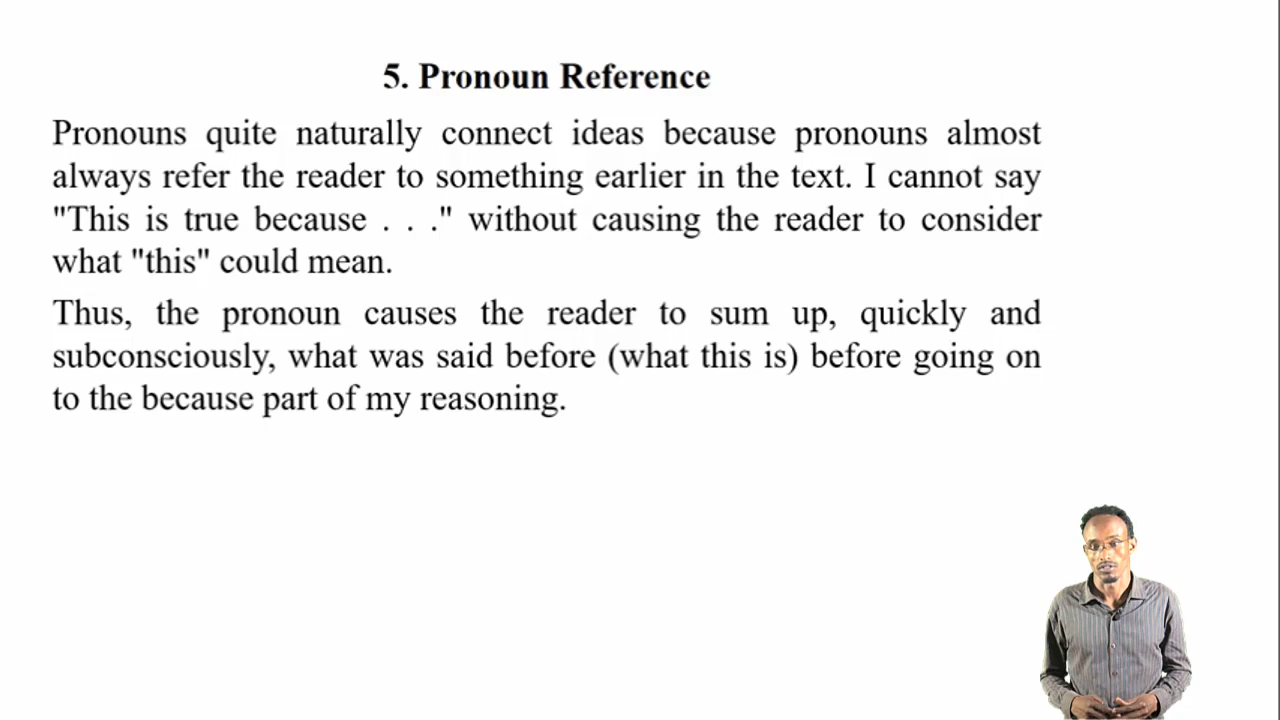 5. Pronoun Reference
Pronouns quite naturally connect ideas because pronouns almost
always refer the reader to something earlier in the text. I cannot say
"This is true because . . ." without causing the reader to consider
what "this" could mean.
Thus, the pronoun causes the reader to sum up, quickly and
subconsciously, what was said before (what this is) before going on
to the because part of my reasoning.